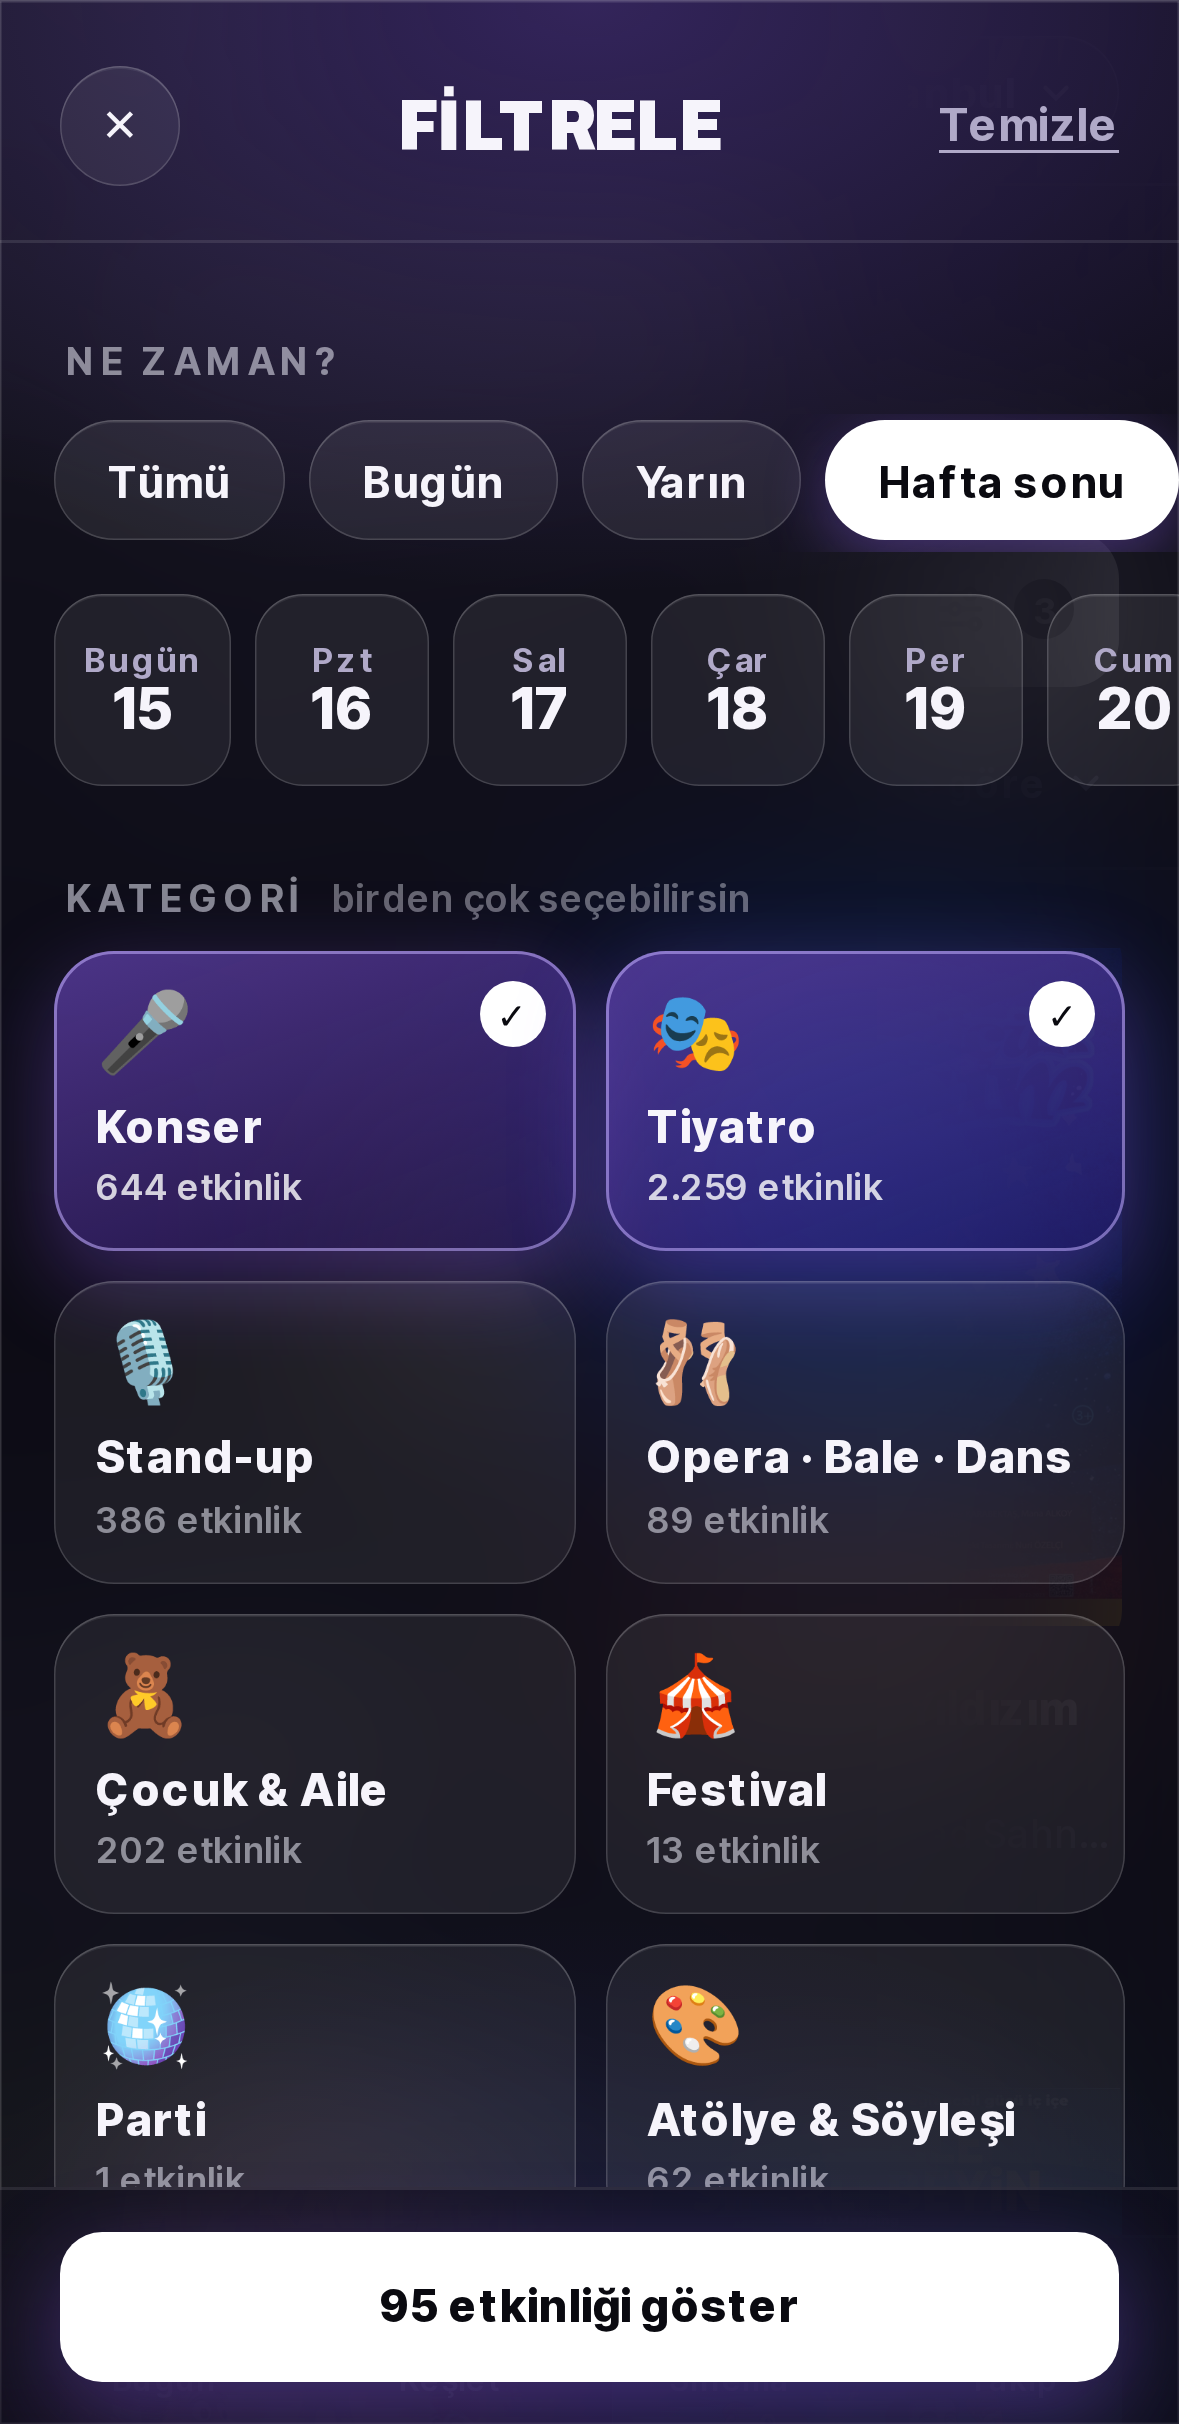 FİLTRELE
Temizle
NE ZAMAN?
Tümü
Bugün
Yarın
Hafta sonu
Bugün
15
Pzt
16
Sal
17
Çar
18
Per
19
Cum
20
KATEGORİ birden çok seçebilirsin
Konser
644 etkinlik
Tiyatro
2.259 etkinlik
Stand-up
386 etkinlik
Opera · Bale · Dans
89 etkinlik
Çocuk & Aile
202 etkinlik
Festival
13 etkinlik
Parti
1 etkinlik
Atölye & Söyleşi
62 etkinlik
95 etkinliği göster